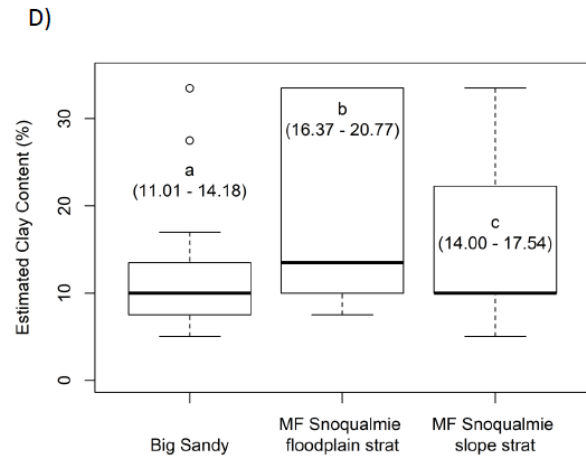 D)
Estimated Clay Content (%)
30
20
10
0
a
(11.01 - 14.18)
b
(16.37 - 20.77)
c
(14.00 - 17.54)
Big Sandy
MF Snoqualmie
floodplain strat
MF Snoqualmie
slope strat